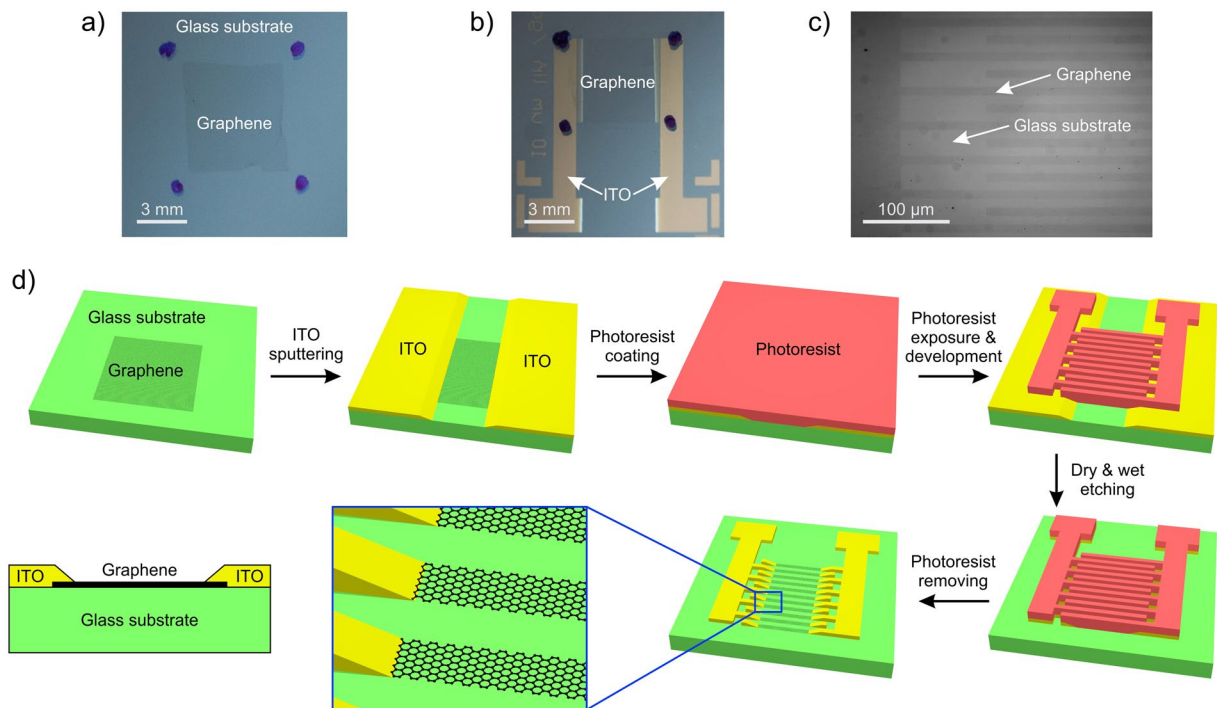 a)
Glass substrate
Graphene
3 mm
b)
Graphene
ITO
3 mm
c)
Graphene
Glass substrate
100 µm
d)
Glass substrate
Graphene
ITO
sputtering
ITO
ITO
Photoresist
coating
Photoresist
Photoresist
exposure &
development
Dry & wet
etching
Photoresist
removing
ITO
Graphene
ITO
Glass substrate